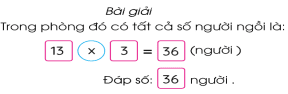 Bài giải
Trong phòng đó có tất cả số người ngồi là:
13 × 3 = 36 (người)
Đáp số: 36 người .